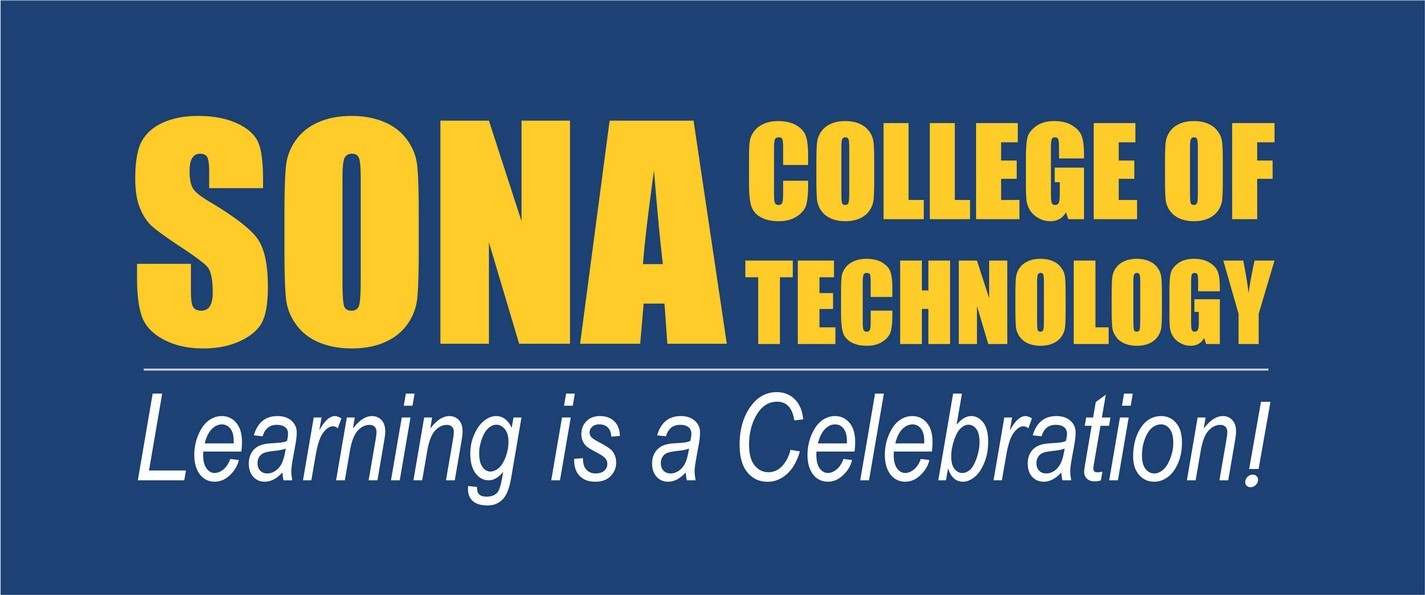 SONA COLLEGE OF
TECHNOLOGY
Learning is a Celebration!